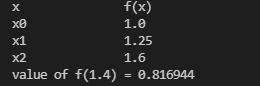 x f(x)
x0 1.0
x1 1.25
x2 1.6
value of f(1.4) = 0.816944